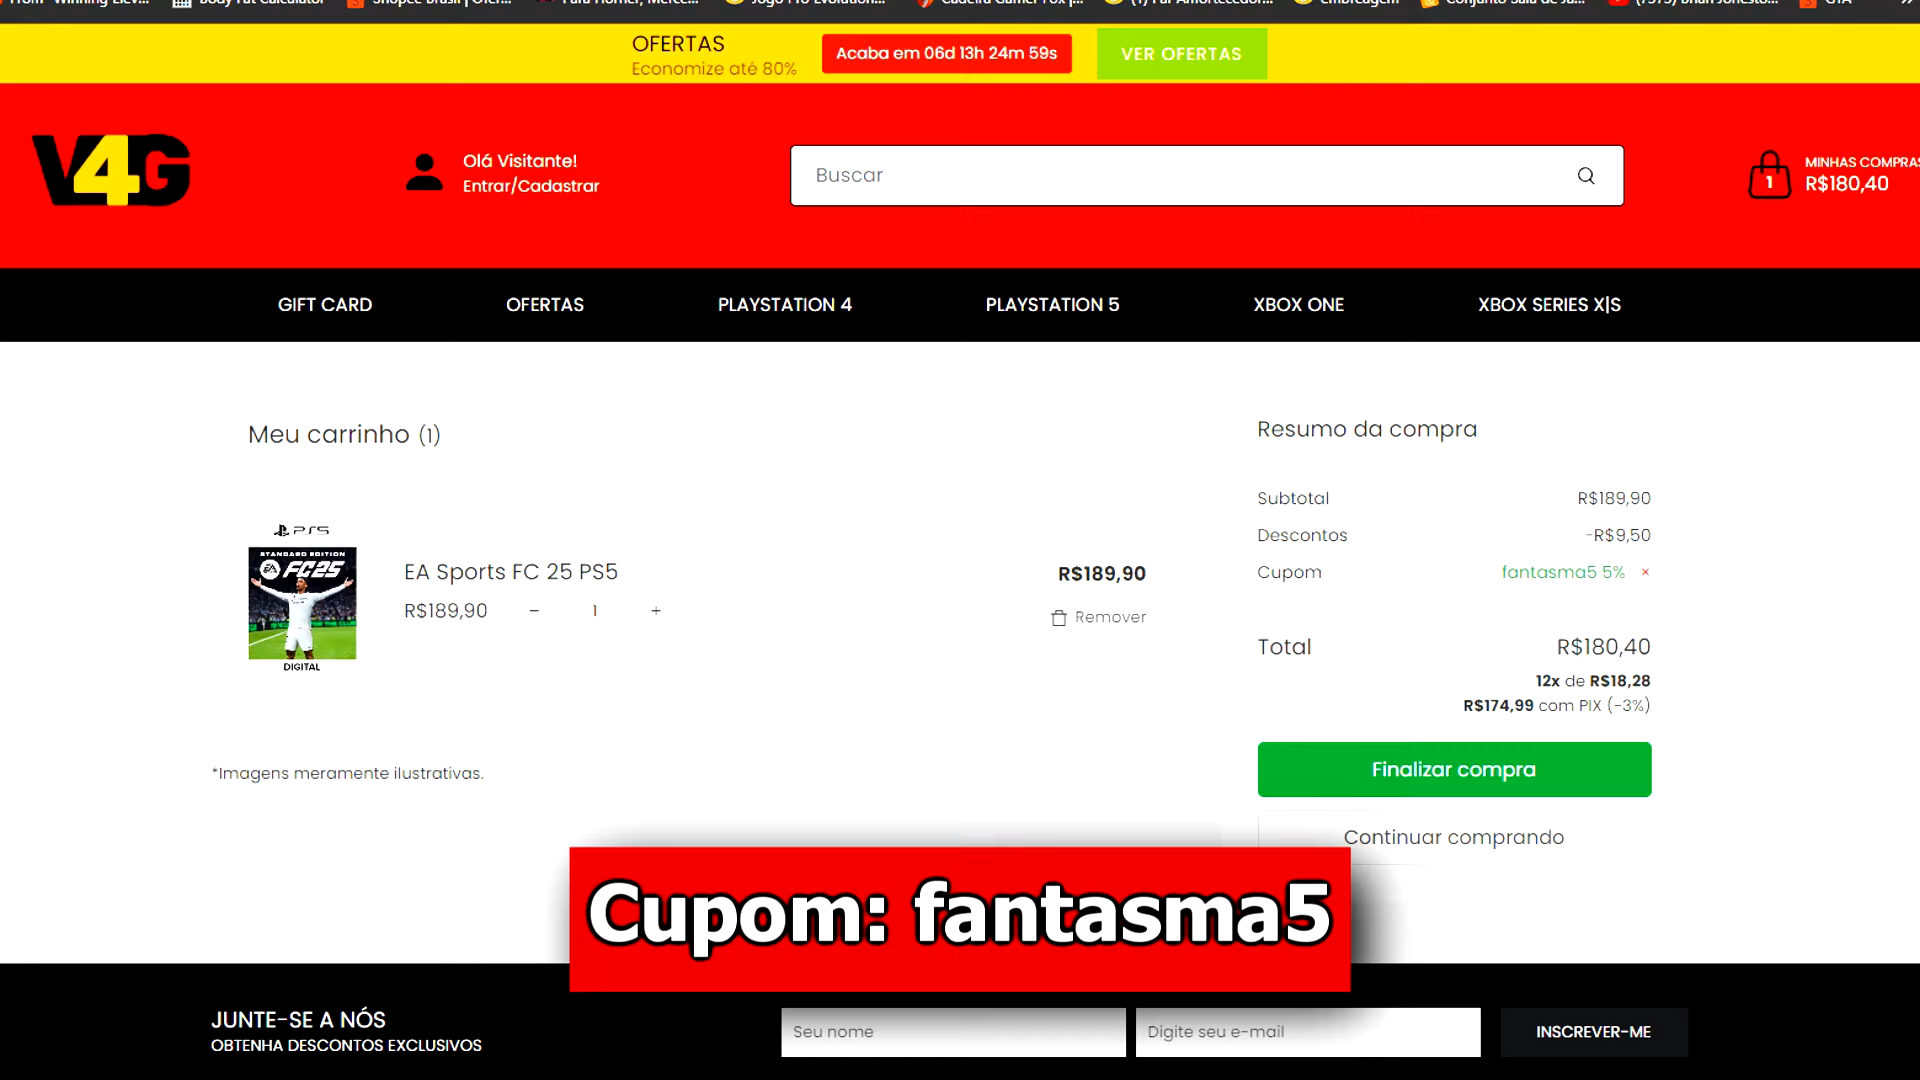 Body Fat Calculator
OFERTAS
Economize até 80%
Acaba em 06d 13h 24m 59s
VER OFERTAS
V4G
Olá Visitante!
Entrar/Cadastrar
Buscar
1
MINHAS COMPRAS
R$180,40
GIFT CARD
OFERTAS
PLAYSTATION 4
PLAYSTATION 5
XBOX ONE
XBOX SERIES X|S
Meu carrinho (1)
PS5
STANDARD EDITION
EA FC25
DIGITAL
EA Sports FC 25 PS5
R$189,90 − 1 +
R$189,90
Remover
*Imagens meramente ilustrativas.
Resumo da compra
Subtotal R$189,90
Descontos -R$9,50
Cupom fantasma5 5% ×
Total R$180,40
12x de R$18,28
R$174,99 com PIX (-3%)
Finalizar compra
Continuar comprando
Cupom: fantasma5
JUNTE-SE A NÓS
OBTENHA DESCONTOS EXCLUSIVOS
Seu nome
Digite seu e-mail
INSCREVER-ME